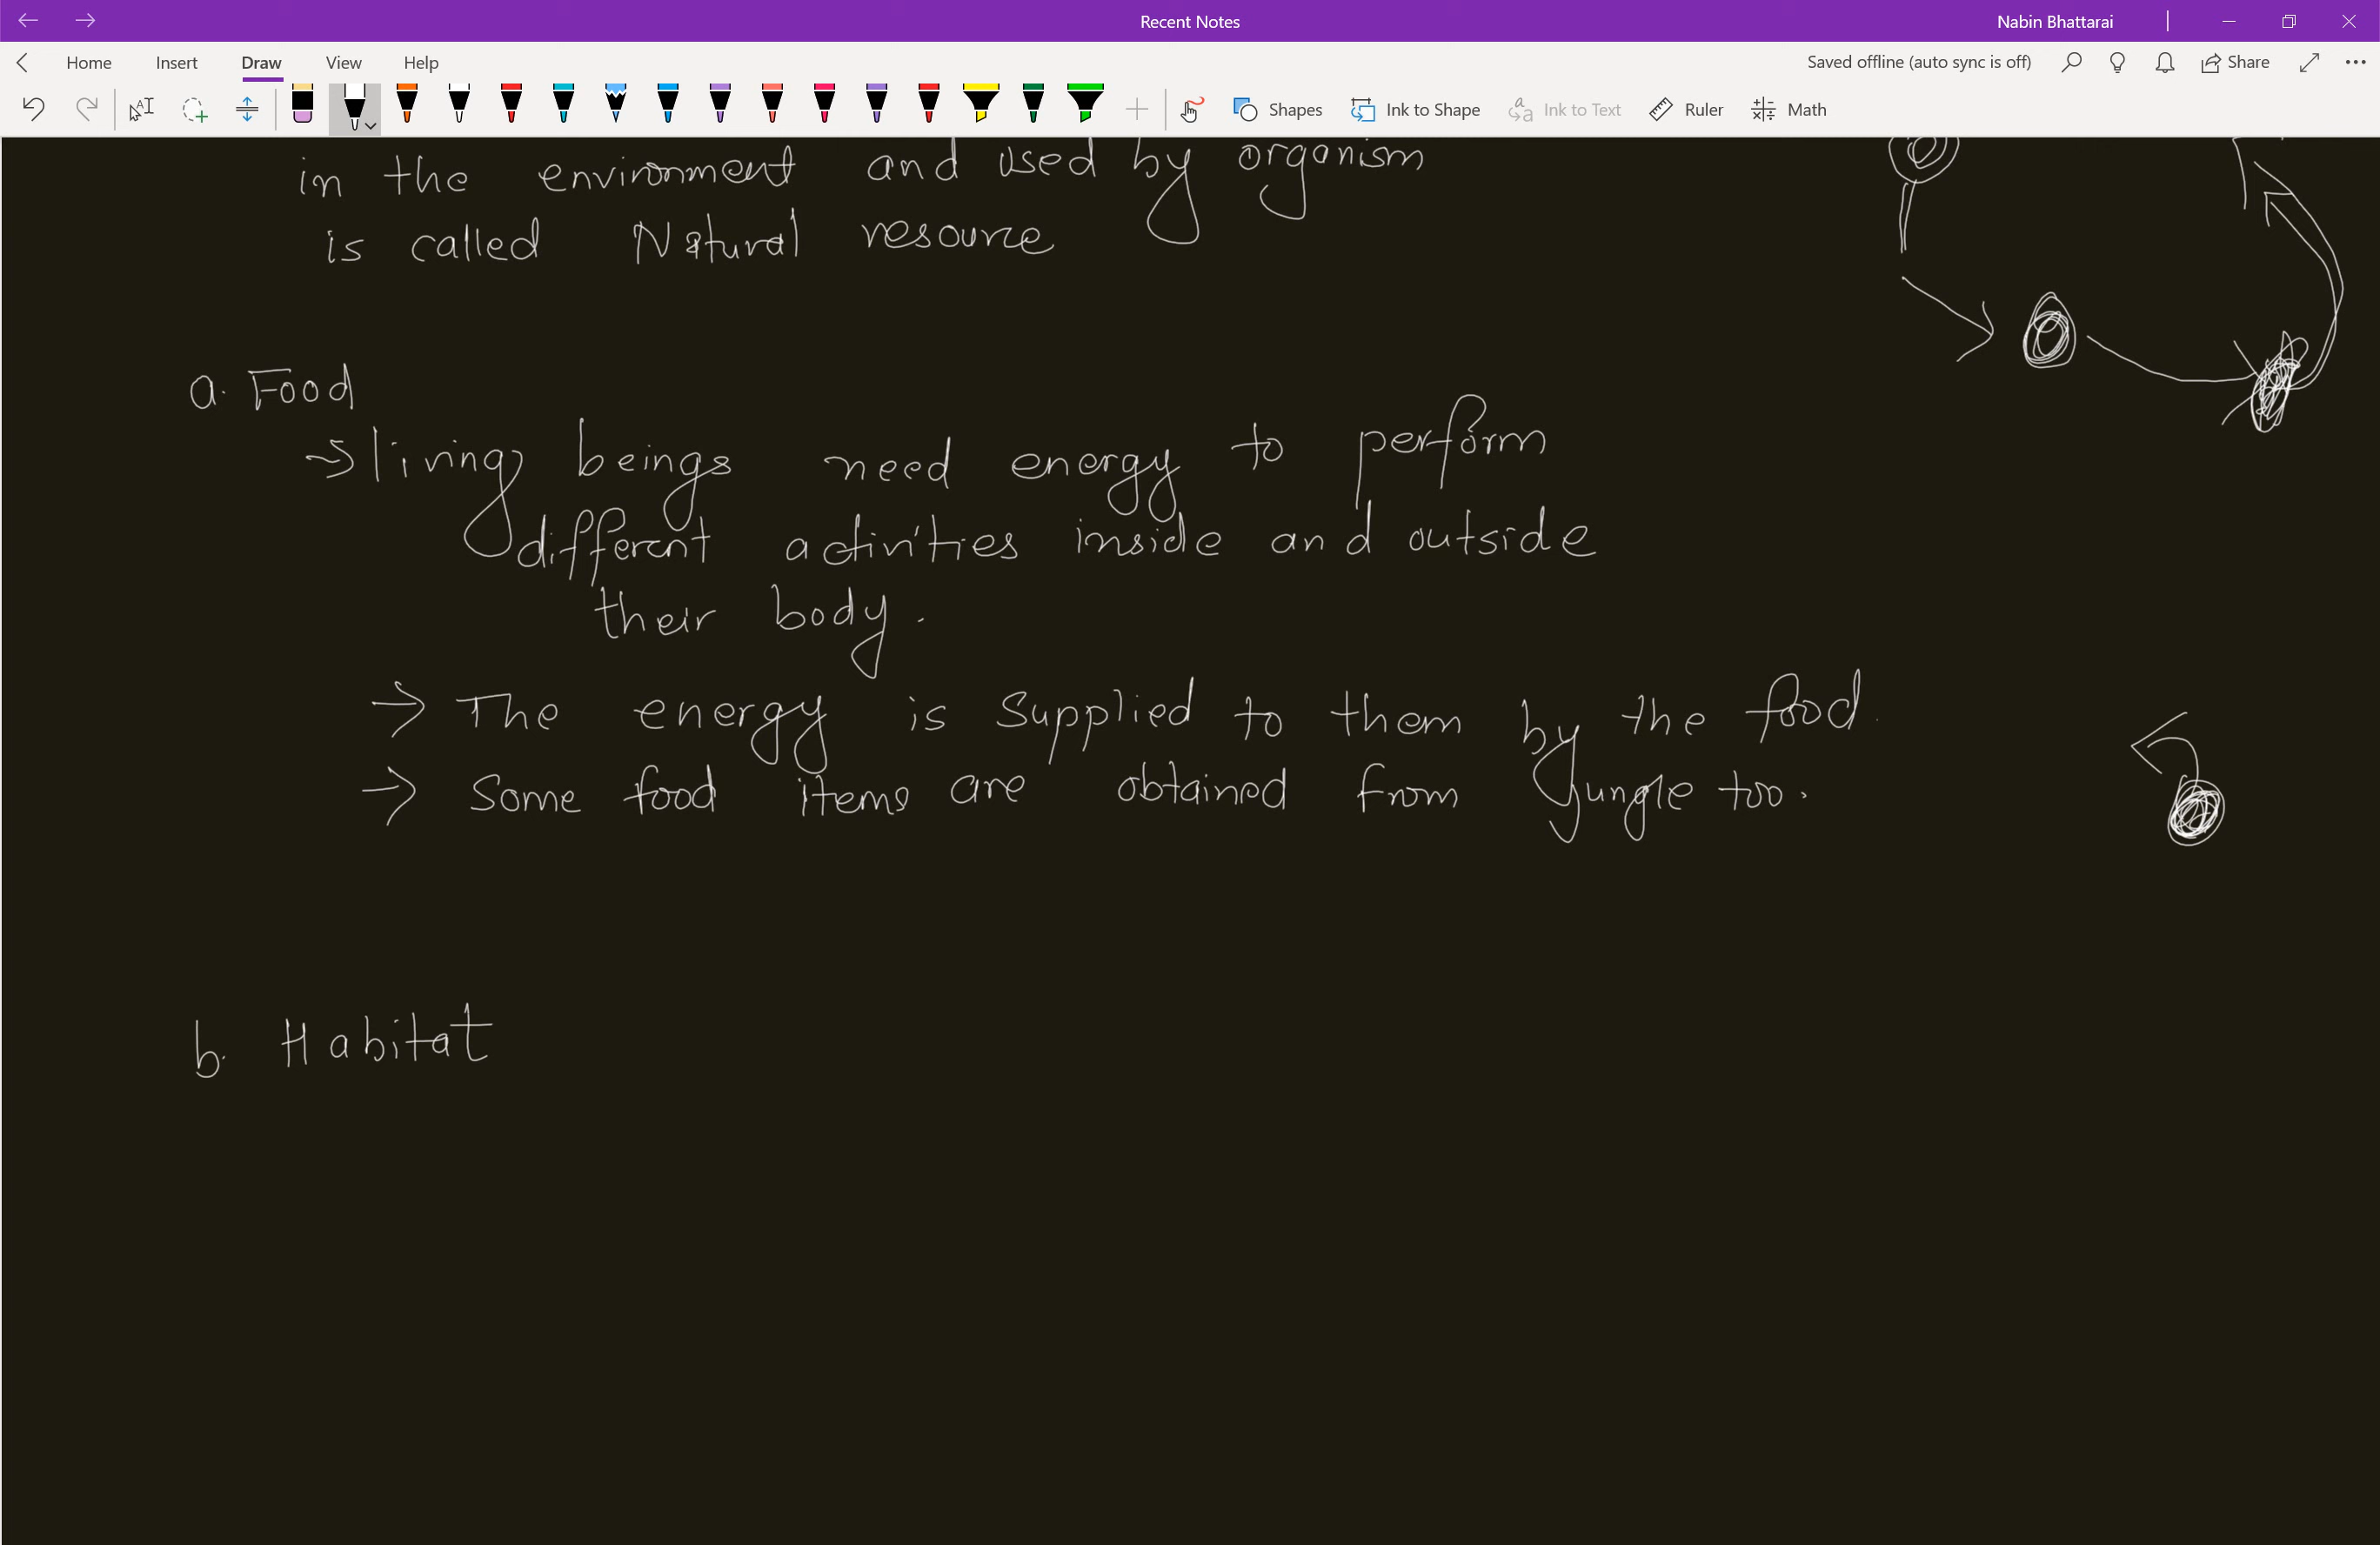 Recent Notes
Nabin Bhattarai
Home Insert Draw View Help
Saved offline (auto sync is off) Share
Shapes Ink to Shape Ink to Text Ruler Math
in the environment and used by organism
is called Natural resource
a. Food
→ living beings need energy to perform
different activities inside and outside
their body.
→ The energy is supplied to them by the food.
→ Some food items are obtained from jungle too.
b. Habitat